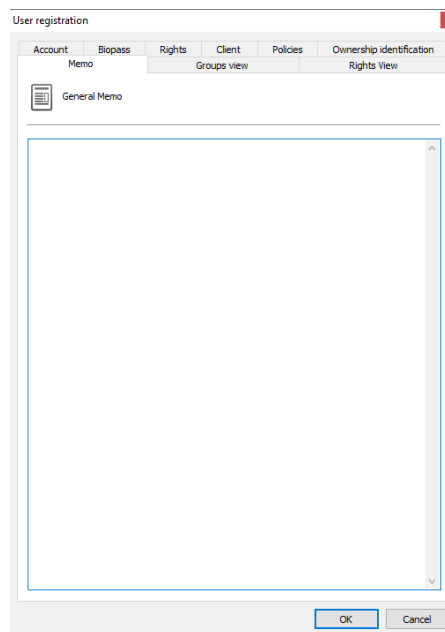 User registration
Account Biopass Rights Client Policies Ownership identification
Memo Groups view Rights View
General Memo
OK Cancel